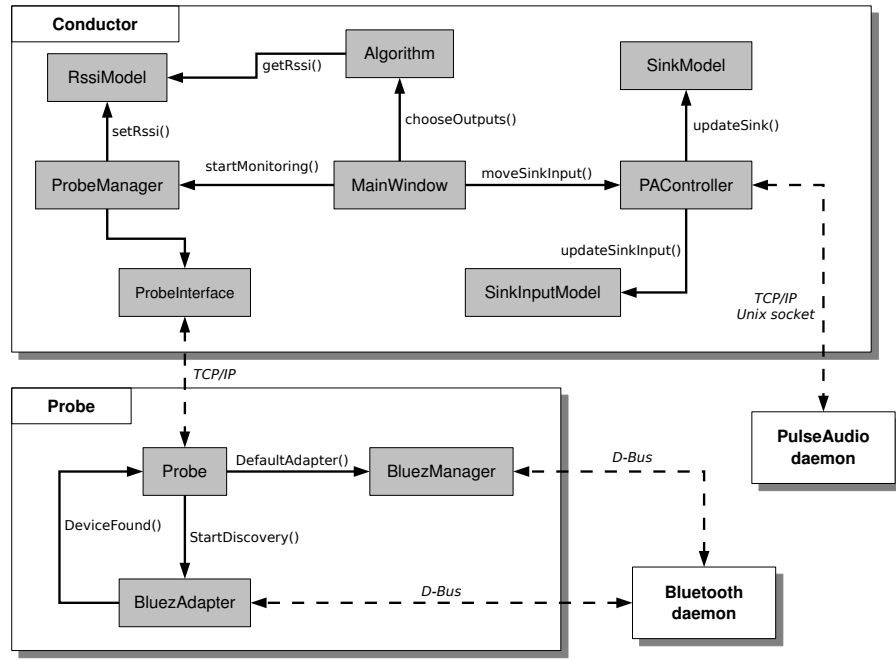 Conductor
Algorithm
RssiModel
getRssi()
SinkModel
chooseOutputs()
updateSink()
setRssi()
startMonitoring()
moveSinkInput()
ProbeManager
MainWindow
PAController
updateSinkInput()
ProbeInterface
SinkInputModel
TCP/IP
Unix socket
TCP/IP
Probe
PulseAudio
daemon
Probe
DefaultAdapter()
BluezManager
D-Bus
DeviceFound()
StartDiscovery()
BluezAdapter
D-Bus
Bluetooth
daemon